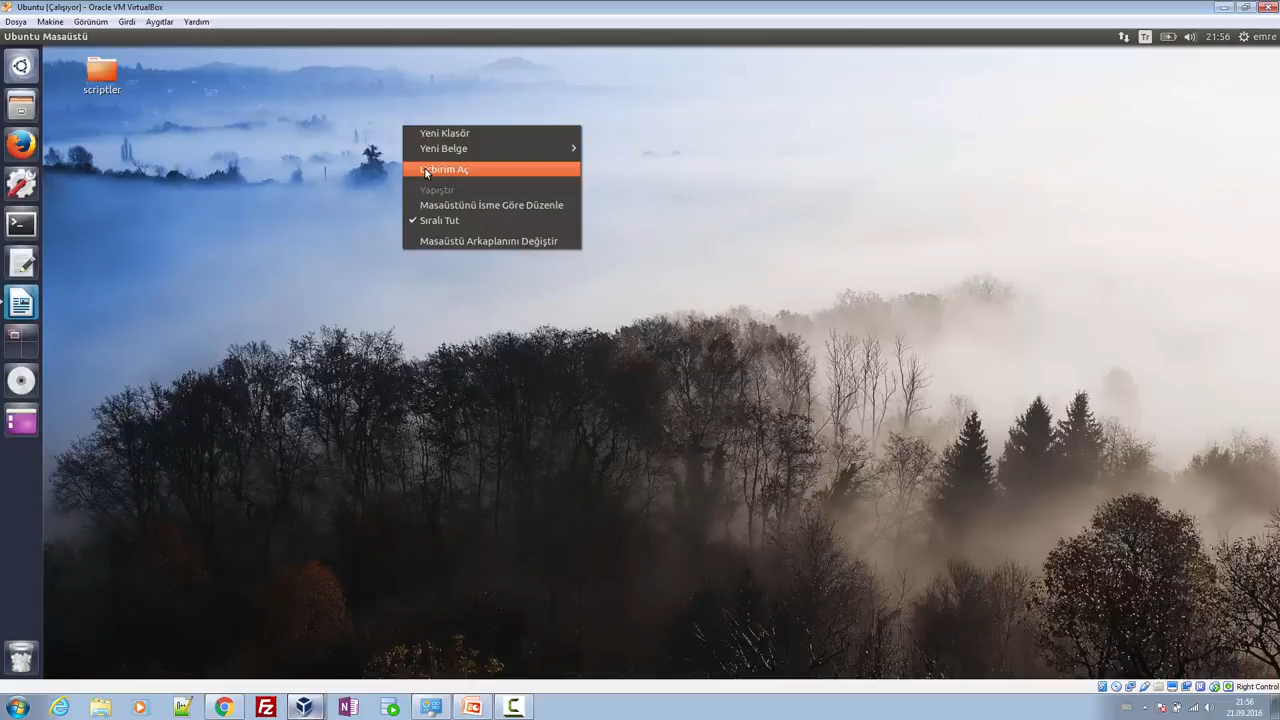 Ubuntu [Çalışıyor] - Oracle VM VirtualBox
Dosya Makine Görünüm Girdi Aygıtlar Yardım
Ubuntu Masaüstü
Tr
21:56
emre
scriptler
Yeni Klasör
Yeni Belge
birim Aç
Yapıştır
Masaüstünü İsme Göre Düzenle
Sıralı Tut
Masaüstü Arkaplanını Değiştir
Right Control
21:56
21.09.2016